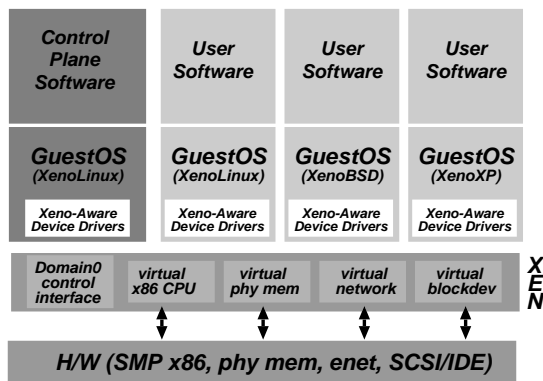 Control
Plane
Software
User
Software
User
Software
User
Software
GuestOS
(XenoLinux)
Xeno-Aware
Device Drivers
GuestOS
(XenoLinux)
Xeno-Aware
Device Drivers
GuestOS
(XenoBSD)
Xeno-Aware
Device Drivers
GuestOS
(XenoXP)
Xeno-Aware
Device Drivers
Domain0
control
interface
virtual
x86 CPU
virtual
phy mem
virtual
network
virtual
blockdev
X
E
N
H/W (SMP x86, phy mem, enet, SCSI/IDE)